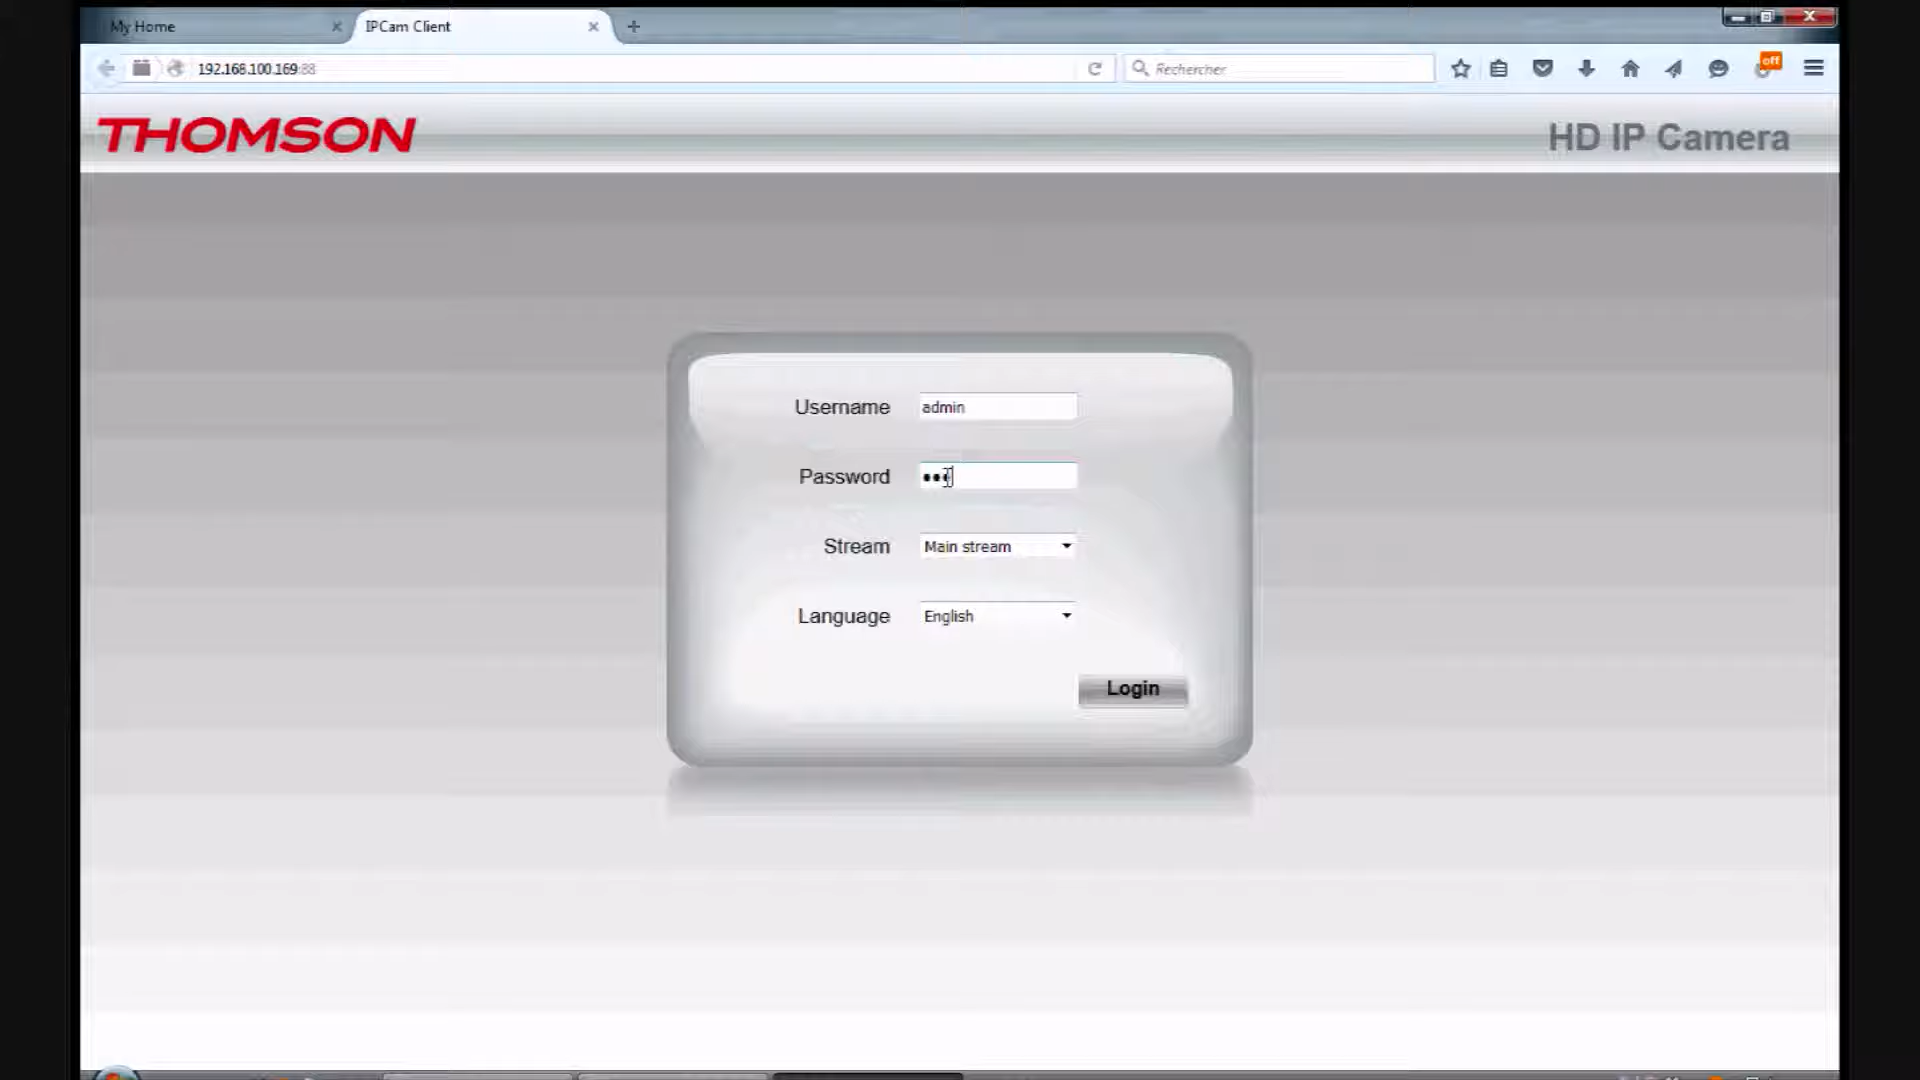 My Home
IPCam Client
192.168.100.169:88
Rechercher
off
THOMSON
HD IP Camera
Username
admin
Password
Stream
Main stream
Language
English
Login